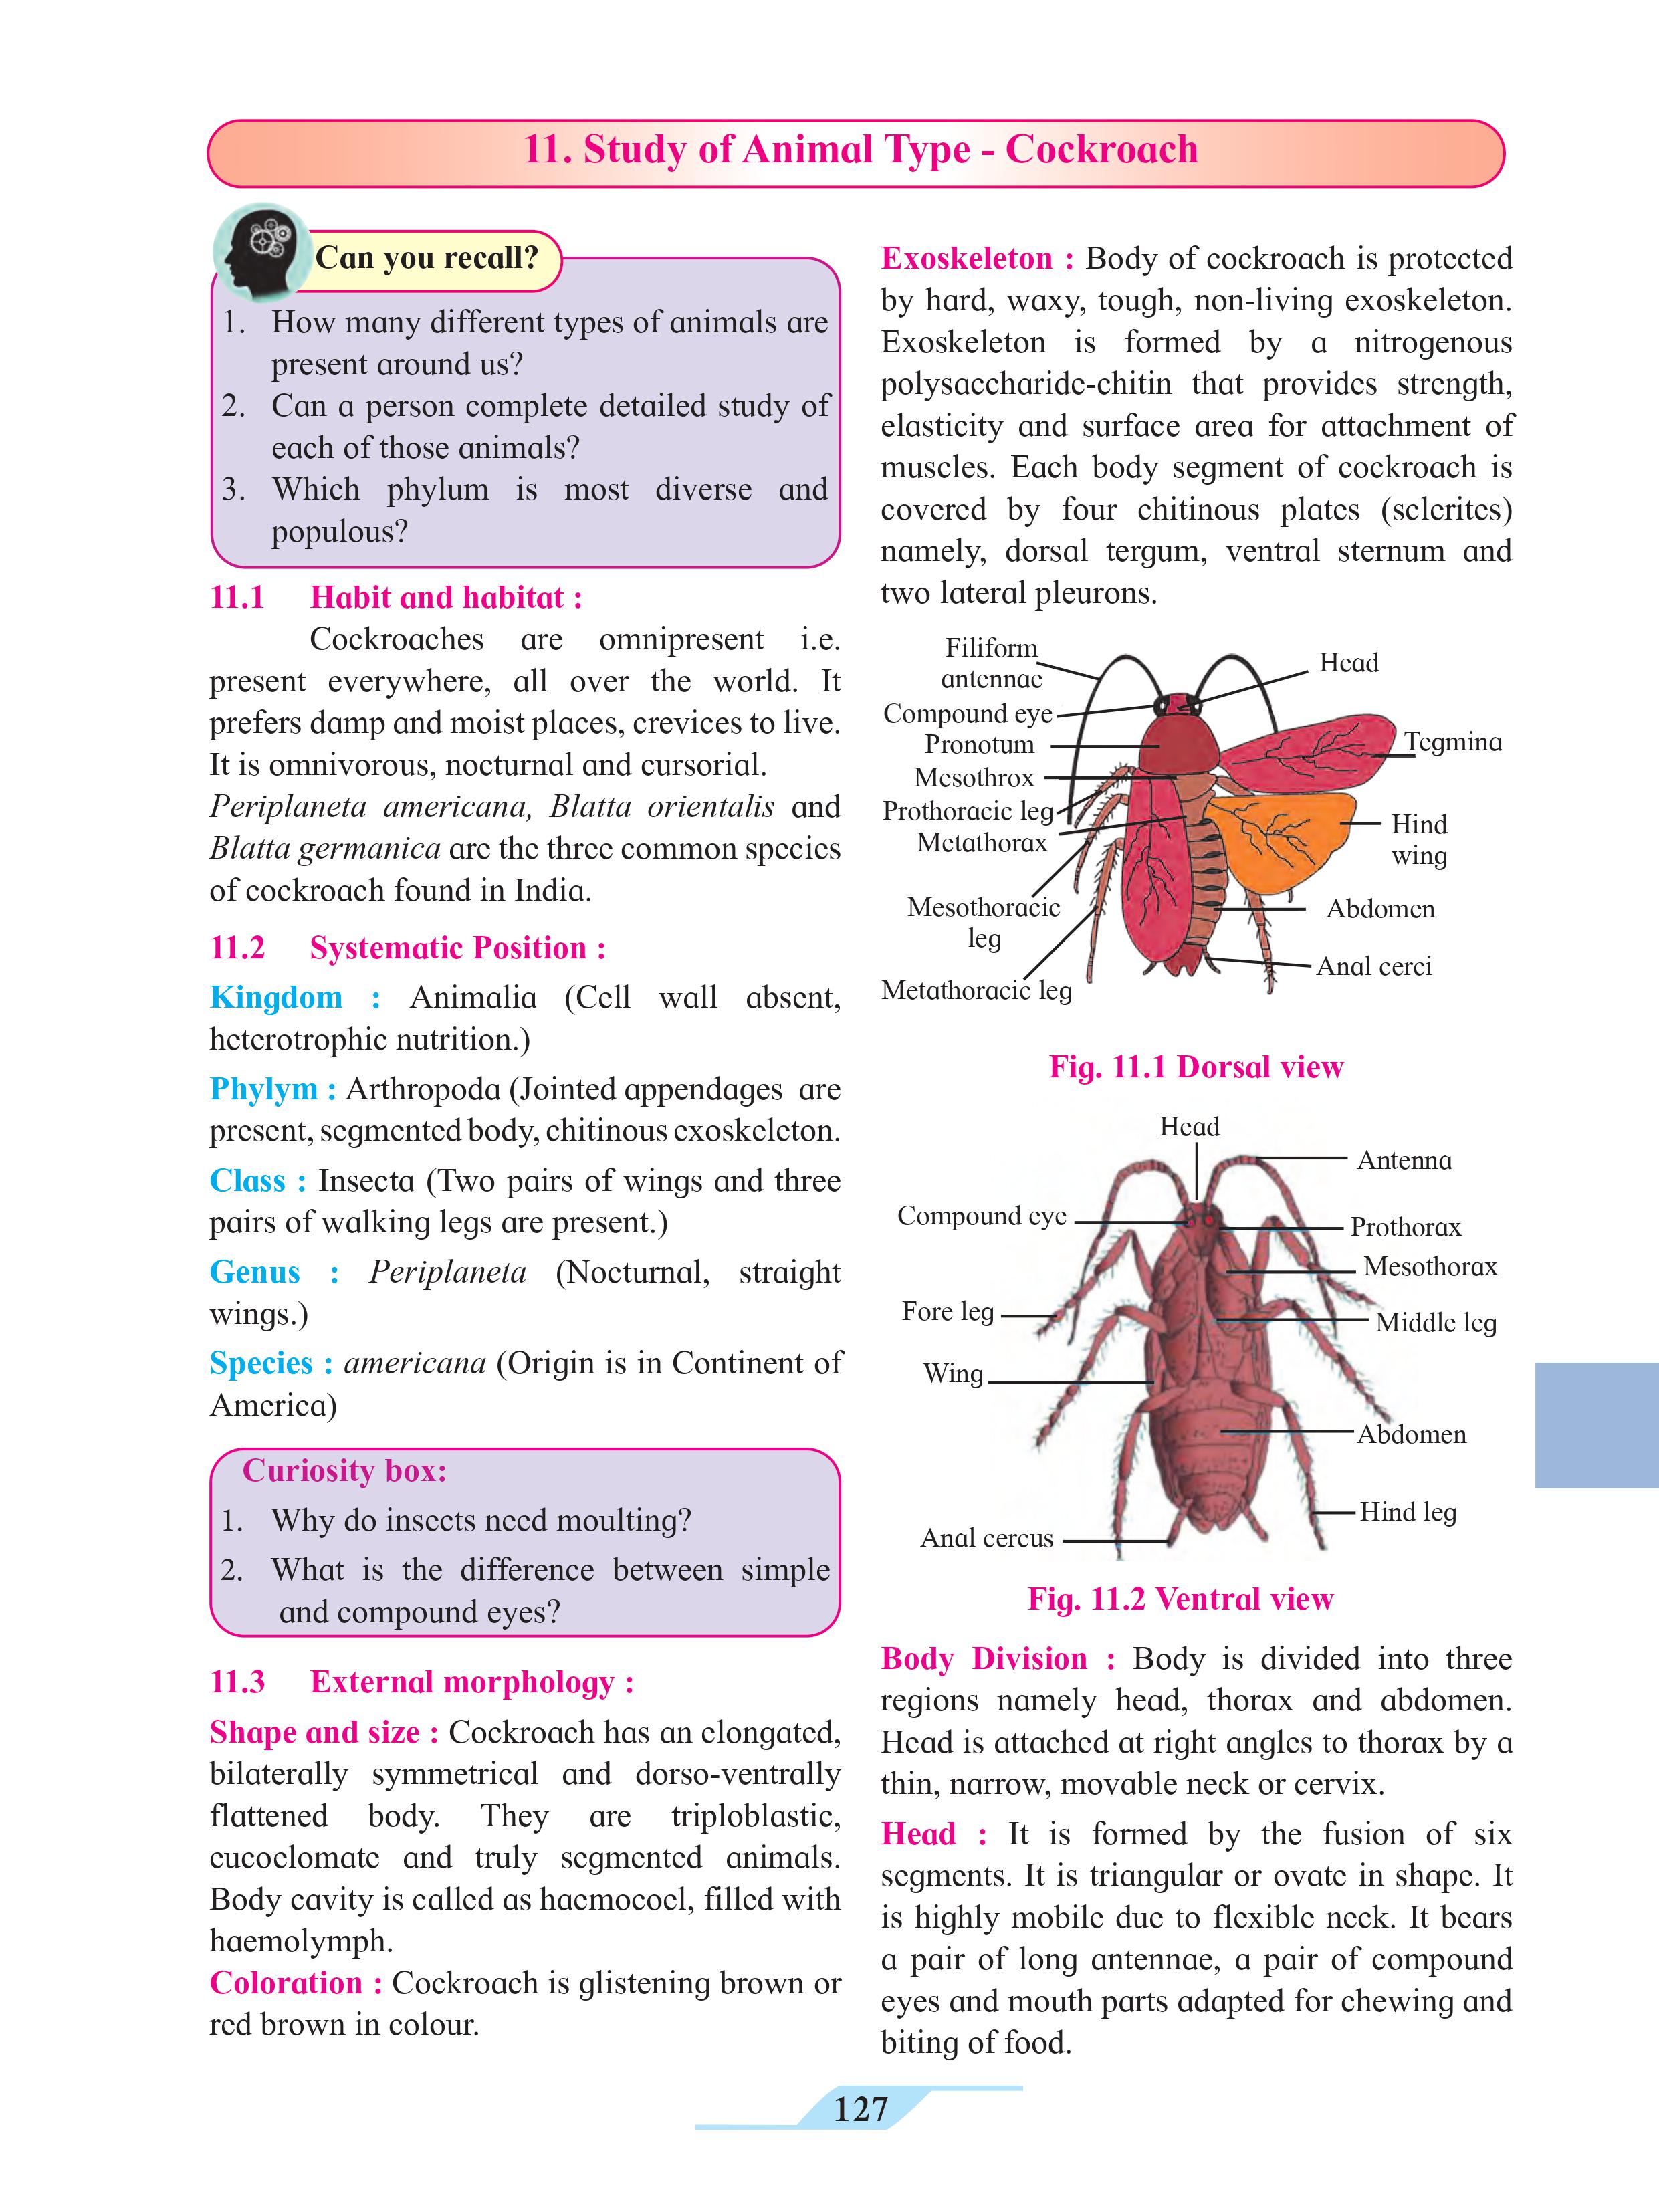 11. Study of Animal Type - Cockroach
Can you recall?
1. How many different types of animals are
present around us?
2. Can a person complete detailed study of
each of those animals?
3. Which phylum is most diverse and
populous?
11.1 Habit and habitat :
Cockroaches are omnipresent i.e.
present everywhere, all over the world. It
prefers damp and moist places, crevices to live.
It is omnivorous, nocturnal and cursorial.
Periplaneta americana, Blatta orientalis and
Blatta germanica are the three common species
of cockroach found in India.
11.2 Systematic Position :
Kingdom : Animalia (Cell wall absent,
heterotrophic nutrition.)
Phylym : Arthropoda (Jointed appendages are
present, segmented body, chitinous exoskeleton.
Class : Insecta (Two pairs of wings and three
pairs of walking legs are present.)
Genus : Periplaneta (Nocturnal, straight
wings.)
Species : americana (Origin is in Continent of
America)
Curiosity box:
1. Why do insects need moulting?
2. What is the difference between simple
and compound eyes?
11.3 External morphology :
Shape and size : Cockroach has an elongated,
bilaterally symmetrical and dorso-ventrally
flattened body. They are triploblastic,
eucoelomate and truly segmented animals.
Body cavity is called as haemocoel, filled with
haemolymph.
Coloration : Cockroach is glistening brown or
red brown in colour.
Exoskeleton : Body of cockroach is protected
by hard, waxy, tough, non-living exoskeleton.
Exoskeleton is formed by a nitrogenous
polysaccharide-chitin that provides strength,
elasticity and surface area for attachment of
muscles. Each body segment of cockroach is
covered by four chitinous plates (sclerites)
namely, dorsal tergum, ventral sternum and
two lateral pleurons.
Filiform
antennae
Head
Compound eye
Pronotum
Tegmina
Mesothrox
Prothoracic leg
Metathorax
Hind
wing
Mesothoracic
leg
Abdomen
Anal cerci
Metathoracic leg
Fig. 11.1 Dorsal view
Head
Antenna
Compound eye
Prothorax
Mesothorax
Fore leg
Middle leg
Wing
Abdomen
Hind leg
Anal cercus
Fig. 11.2 Ventral view
Body Division : Body is divided into three
regions namely head, thorax and abdomen.
Head is attached at right angles to thorax by a
thin, narrow, movable neck or cervix.
Head : It is formed by the fusion of six
segments. It is triangular or ovate in shape. It
is highly mobile due to flexible neck. It bears
a pair of long antennae, a pair of compound
eyes and mouth parts adapted for chewing and
biting of food.
127